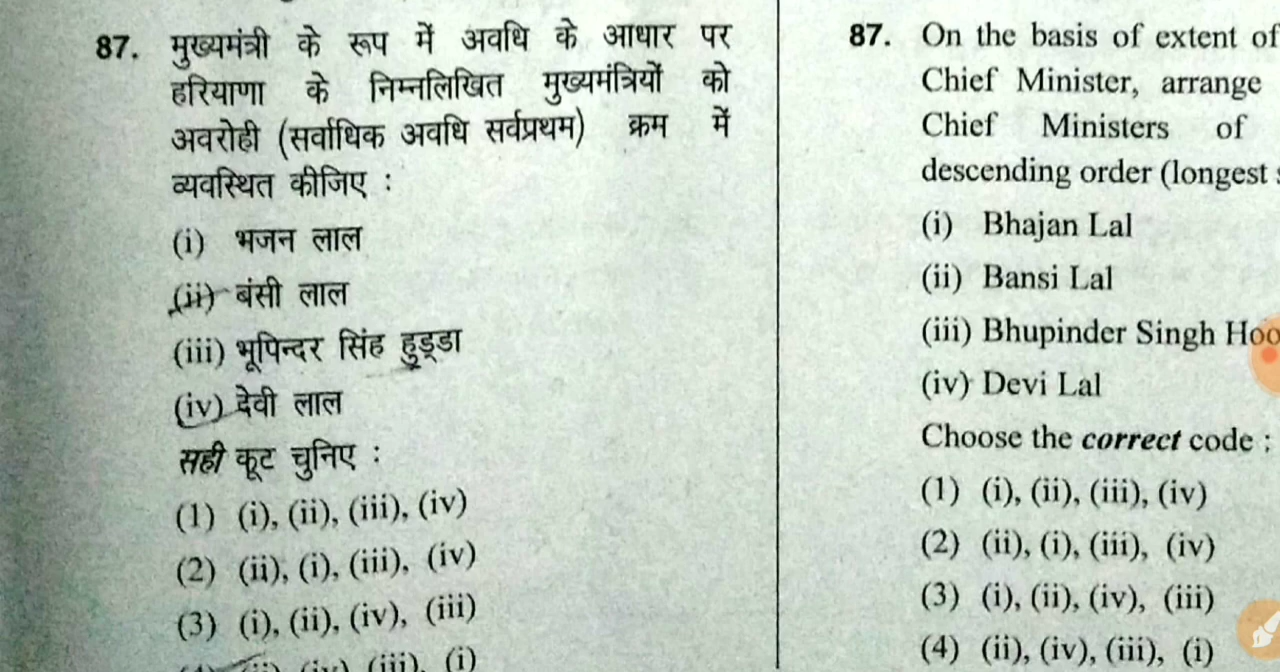 87. मुख्यमंत्री के रूप में अवधि के आधार पर
हरियाणा के निम्नलिखित मुख्यमंत्रियों को
अवरोही (सर्वाधिक अवधि सर्वप्रथम) क्रम में
व्यवस्थित कीजिए :
(i) भजन लाल
(ii) बंसी लाल
(iii) भूपिन्दर सिंह हुड्डा
(iv) देवी लाल
सही कूट चुनिए :
(1) (i), (ii), (iii), (iv)
(2) (ii), (i), (iii), (iv)
(3) (i), (ii), (iv), (iii)
(ii), (iv), (iii), (i)
87. On the basis of extent of
Chief Minister, arrange
Chief Ministers of
descending order (longest
(i) Bhajan Lal
(ii) Bansi Lal
(iii) Bhupinder Singh
(iv) Devi Lal
Choose the correct code :
(1) (i), (ii), (iii), (iv)
(2) (ii), (i), (iii), (iv)
(3) (i), (ii), (iv), (iii)
(4) (ii), (iv), (iii), (i)